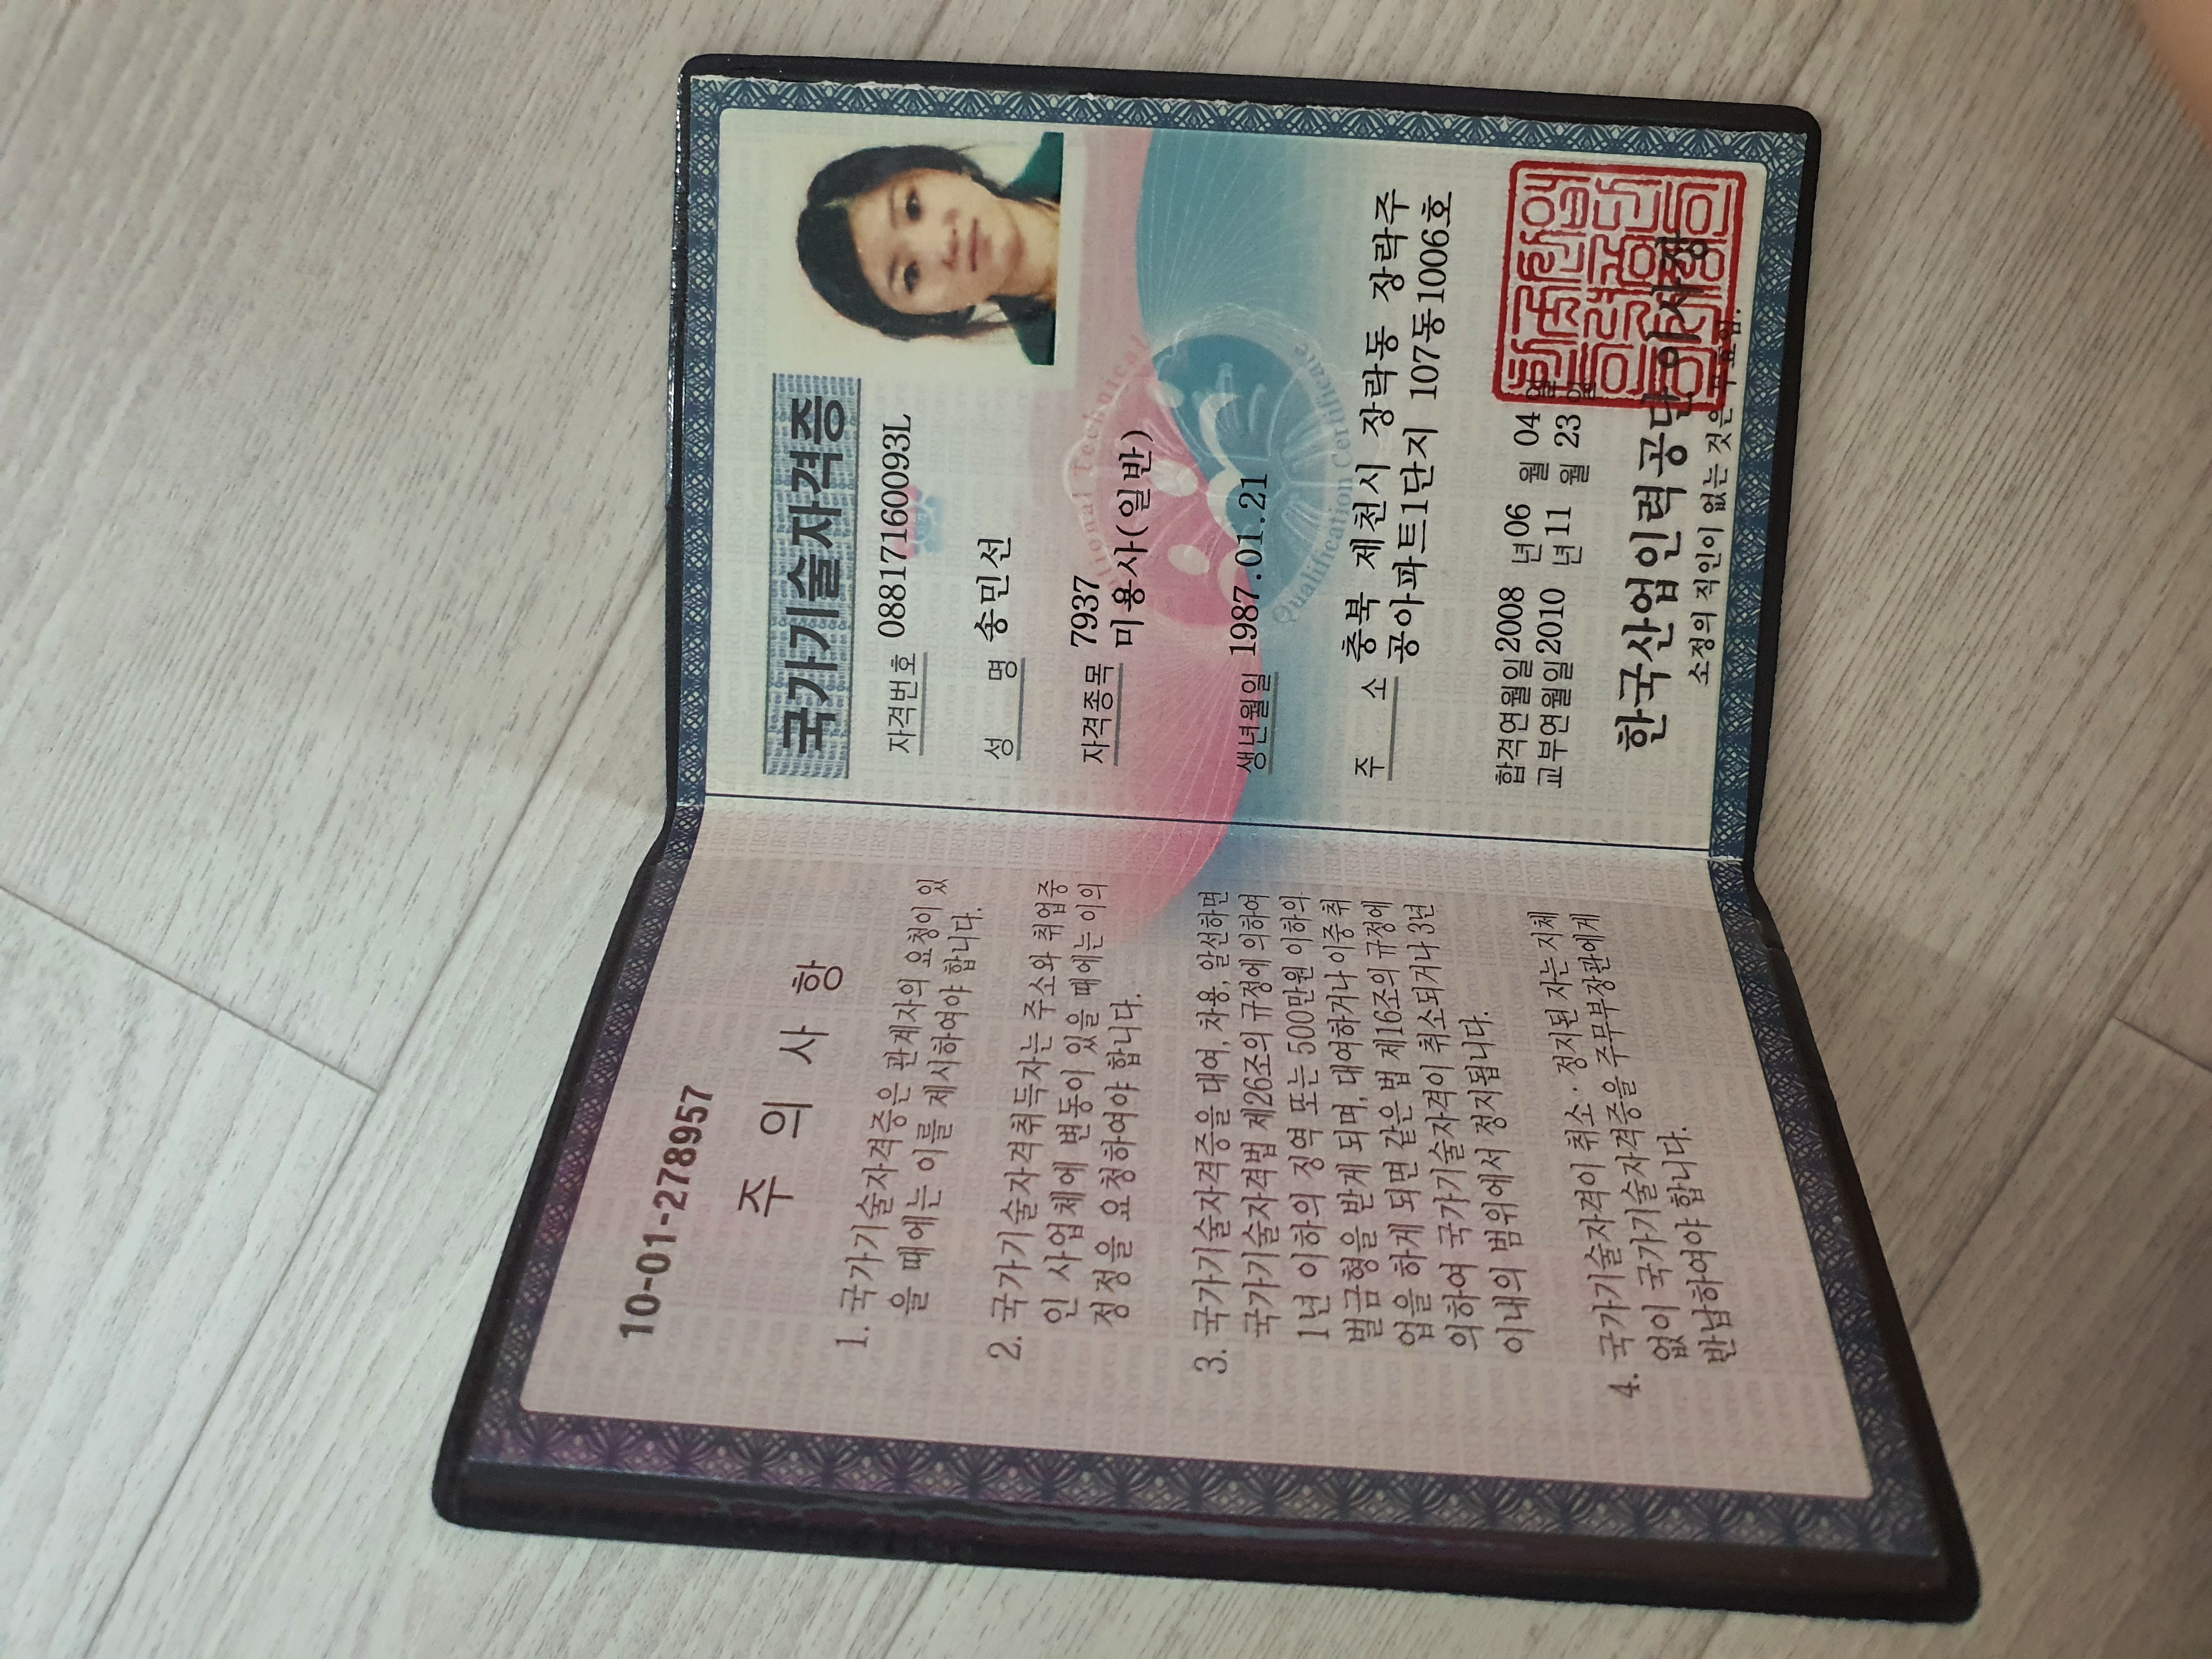 10-01-278957
주 의 사 항
1. 국가기술자격증은 관계자의 요청이 있
을 때에는 이를 제시하여야 합니다.
2. 국가기술자격취득자는 주소와 취업중
인 사업체에 변동이 있을 때에는 이의
정정을 요청하여야 합니다.
3. 국가기술자격증을 대여, 차용, 알선하면
국가기술자격법 제26조의 규정에 의하여
1년 이하의 징역 또는 500만원 이하의
벌금형을 받게 되며, 대여하거나 이중 취
업을 하게 되면 같은 법 제16조의 규정에
의하여 국가기술자격이 취소되거나 3년
이내의 범위에서 정지됩니다.
4. 국가기술자격이 취소·정지된 자는 지체
없이 국가기술자격증을 주무부장관에게
반납하여야 합니다.
국가기술자격증
자격번호 08817160093L
성 명 송민선
자격종목 7937
미용사(일반)
생년월일 1987.01.21
주 소 충북 제천시 장락동 장락주
공아파트1단지 107동1006호
합격연월일 2008 년 06 월 04 일
교부연월일 2010 년 11 월 23 일
한국산업인력공단 이사장
소정의 직인이 없는 것은 무효임.
National Technical
Qualification Certificate